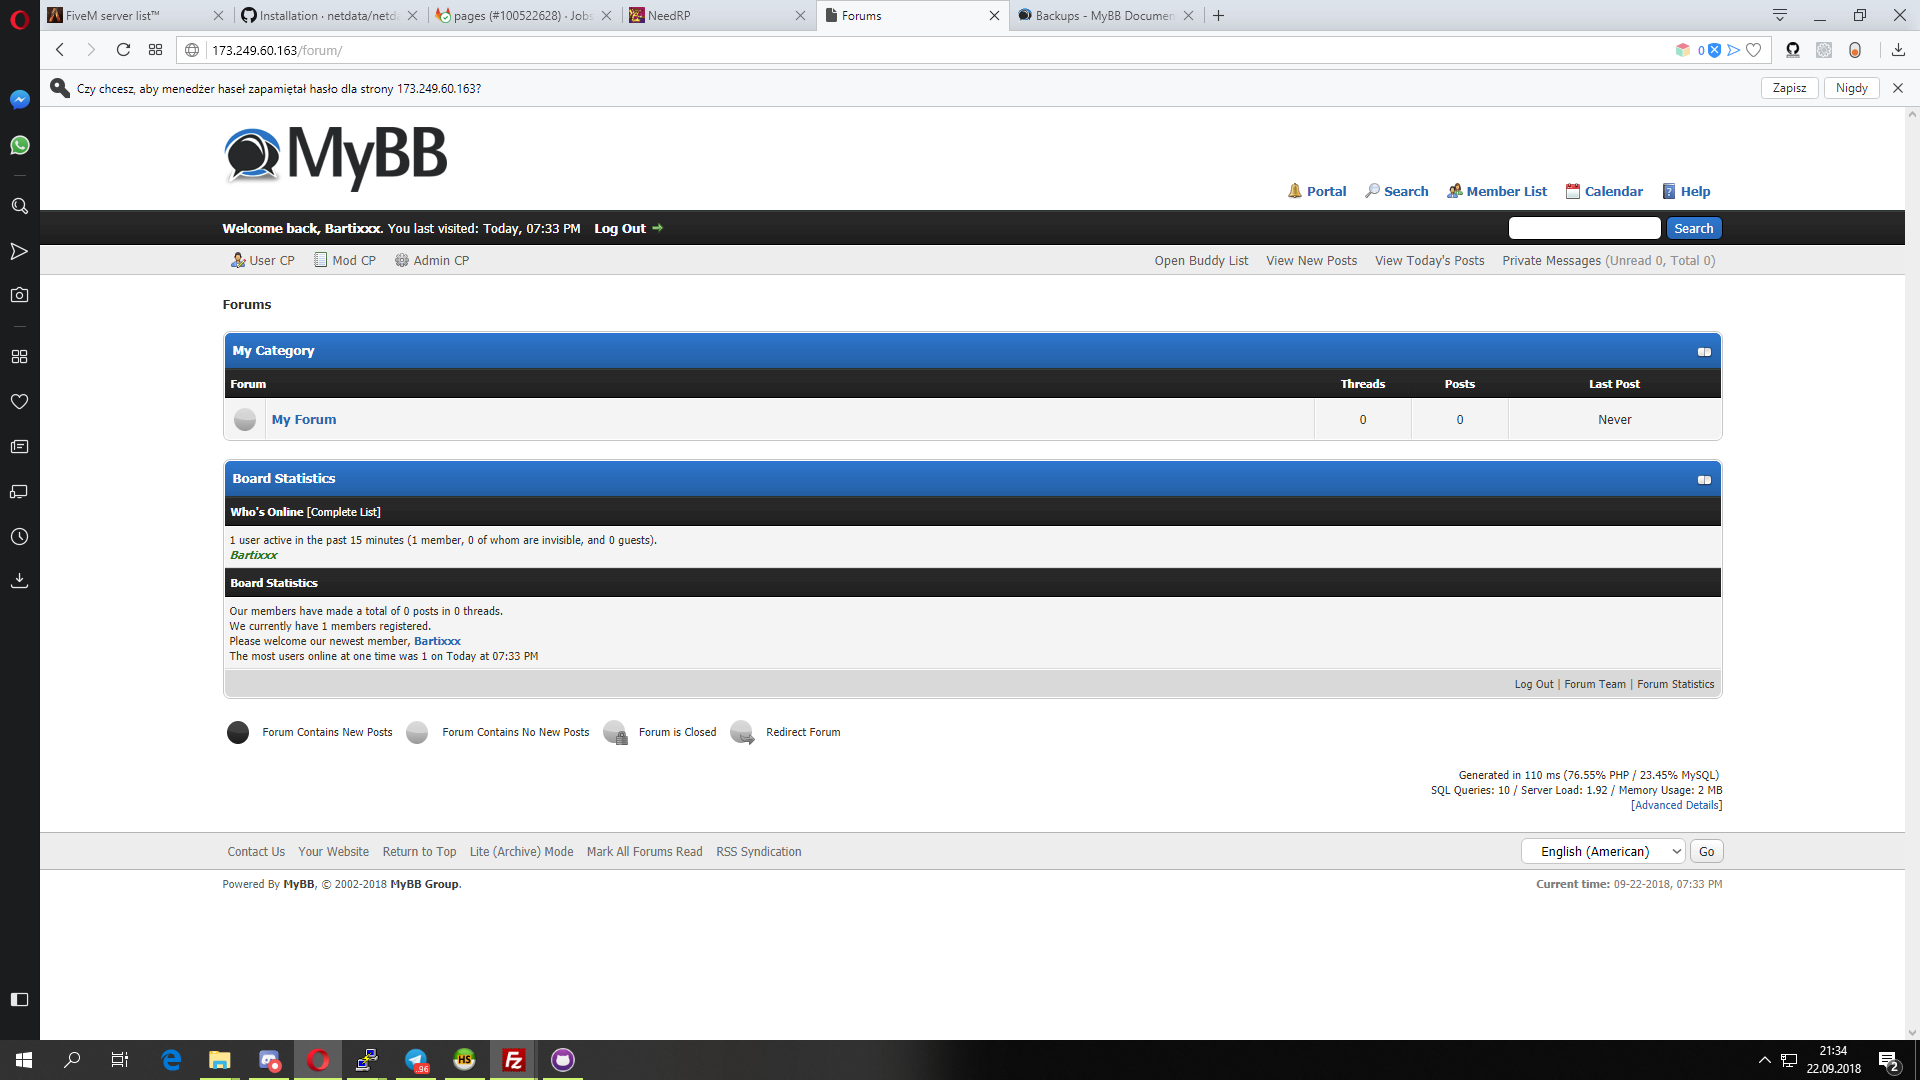 FiveM server list™
Installation · netdata/netda
pages (#100522628) · Jobs
NeedRP
Forums
Backups - MyBB Documen
173.249.60.163/forum/
0
Czy chcesz, aby menedżer haseł zapamiętał hasło dla strony 173.249.60.163?
Zapisz
Nigdy
MyBB
Portal
Search
Member List
Calendar
Help
Welcome back, Bartixxx. You last visited: Today, 07:33 PM Log Out
Search
User CP
Mod CP
Admin CP
Open Buddy List
View New Posts
View Today's Posts
Private Messages (Unread 0, Total 0)
Forums
My Category
Forum Threads Posts Last Post
My Forum 0 0 Never
Board Statistics
Who's Online [Complete List]
1 user active in the past 15 minutes (1 member, 0 of whom are invisible, and 0 guests).
Bartixxx
Board Statistics
Our members have made a total of 0 posts in 0 threads.
We currently have 1 members registered.
Please welcome our newest member, Bartixxx
The most users online at one time was 1 on Today at 07:33 PM
Log Out | Forum Team | Forum Statistics
Forum Contains New Posts
Forum Contains No New Posts
Forum is Closed
Redirect Forum
Generated in 110 ms (76.55% PHP / 23.45% MySQL)
SQL Queries: 10 / Server Load: 1.92 / Memory Usage: 2 MB
[Advanced Details]
Contact Us Your Website Return to Top Lite (Archive) Mode Mark All Forums Read RSS Syndication
English (American)
Go
Powered By MyBB, © 2002-2018 MyBB Group.
Current time: 09-22-2018, 07:33 PM
96
HS
FZ
21:34
22.09.2018
2